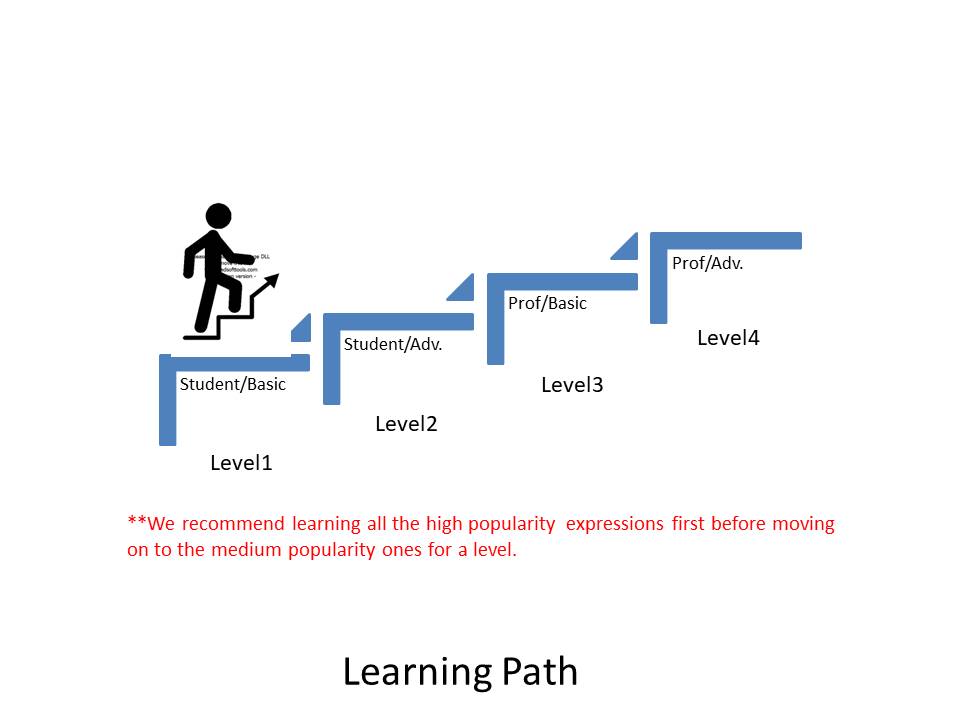 Prof/Adv.
Prof/Basic
Level4
Student/Adv.
Student/Basic
Level3
Level2
Level1
**We recommend learning all the high popularity expressions first before moving
on to the medium popularity ones for a level.
Learning Path